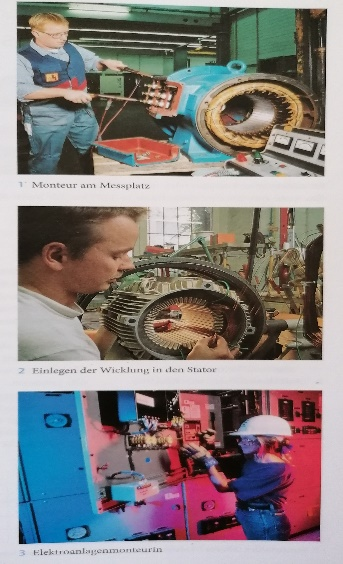 1 Monteur am Messplatz
2 Einlegen der Wicklung in den Stator
3 Elektroanlagenmonteurin